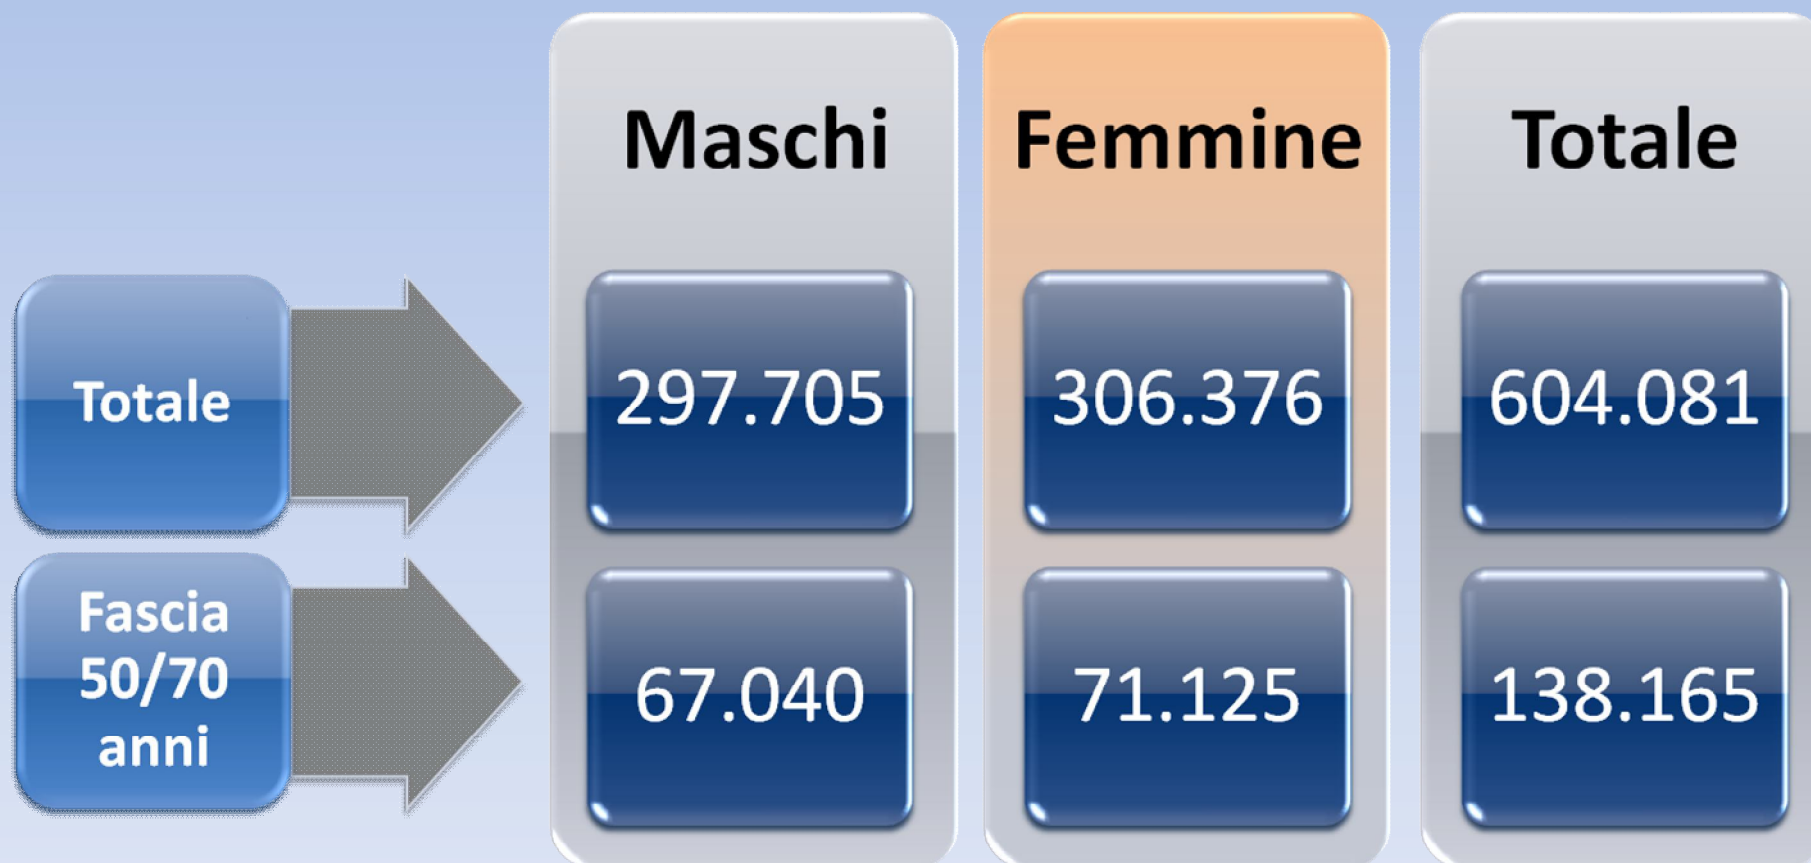 Maschi Femmine Totale
Totale 297.705 306.376 604.081
Fascia
50/70
anni
67.040 71.125 138.165